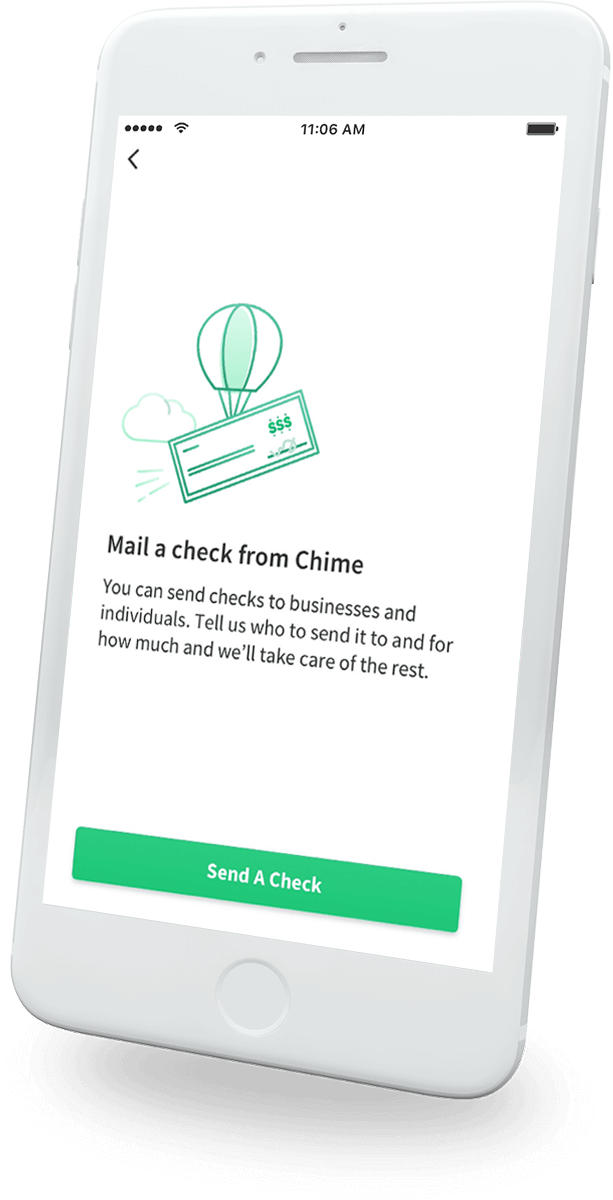 11:06 AM
$$$
Mail a check from Chime
You can send checks to businesses and
individuals. Tell us who to send it to and for
how much and we’ll take care of the rest.
Send A Check